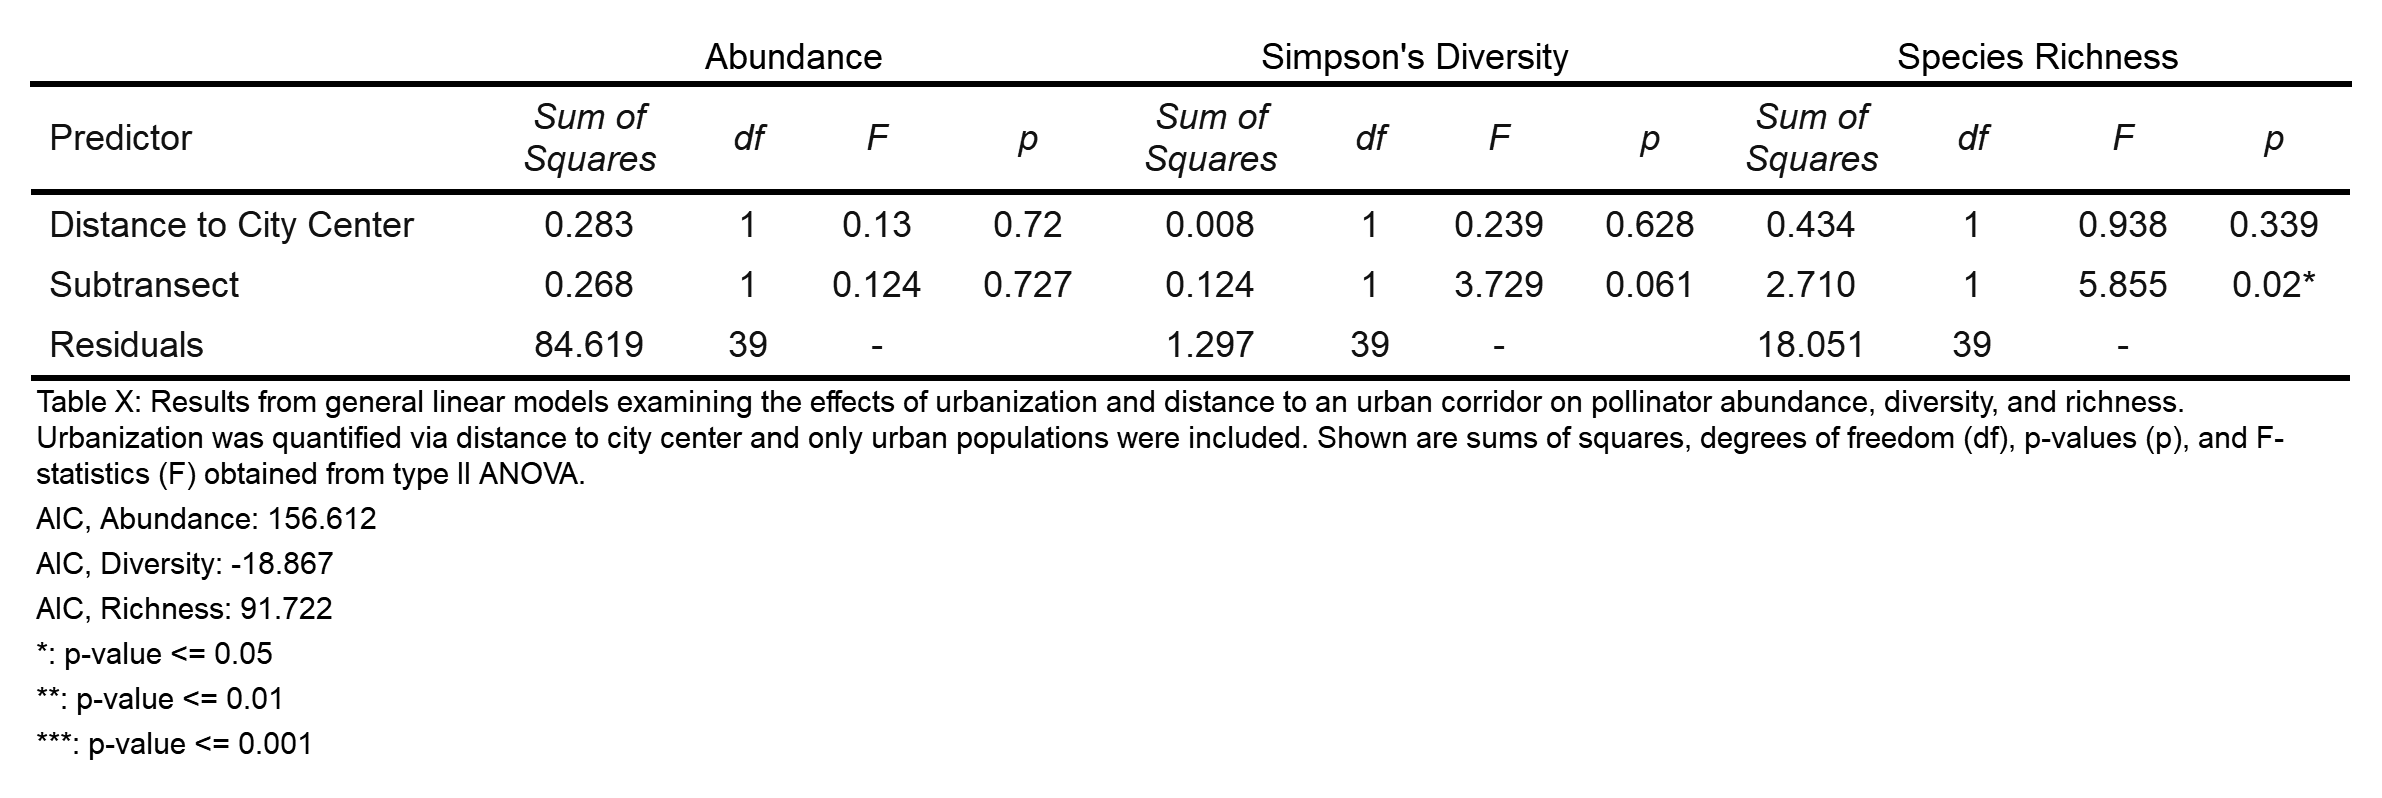 Abundance Simpson's Diversity Species Richness
Predictor Sum of Squares df F p Sum of Squares df F p Sum of Squares df F p
Distance to City Center 0.283 1 0.13 0.72 0.008 1 0.239 0.628 0.434 1 0.938 0.339
Subtransect 0.268 1 0.124 0.727 0.124 1 3.729 0.061 2.710 1 5.855 0.02*
Residuals 84.619 39 - 1.297 39 - 18.051 39 -
Table X: Results from general linear models examining the effects of urbanization and distance to an urban corridor on pollinator abundance, diversity, and richness.
Urbanization was quantified via distance to city center and only urban populations were included. Shown are sums of squares, degrees of freedom (df), p-values (p), and F-
statistics (F) obtained from type II ANOVA.
AIC, Abundance: 156.612
AIC, Diversity: -18.867
AIC, Richness: 91.722
*: p-value <= 0.05
**: p-value <= 0.01
***: p-value <= 0.001